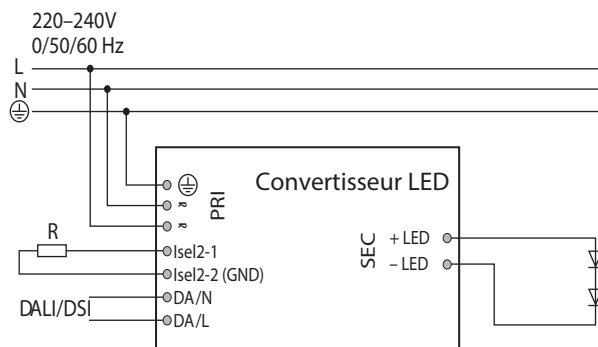 220–240V
0/50/60 Hz
L
N
Convertisseur LED
PRI
~
~
R
Isel2-1
Isel2-2 (GND)
DALI/DSI
DA/N
DA/L
SEC
+ LED
– LED